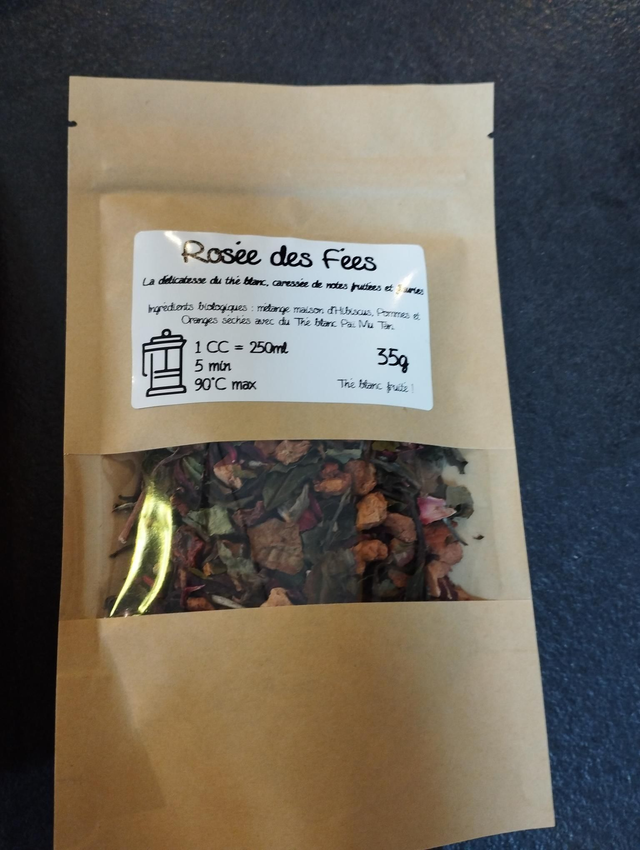 Rosée des Fées
La délicatesse du thé blanc, caressée de notes fruitées et
Ingrédients biologiques : mélange maison d'Hibiscus, Pommes et
Oranges séchés avec du Thé blanc Pai Mu Tan.
1 CC = 250ml
5 min
90°C max
35g
Thé blanc fruité !